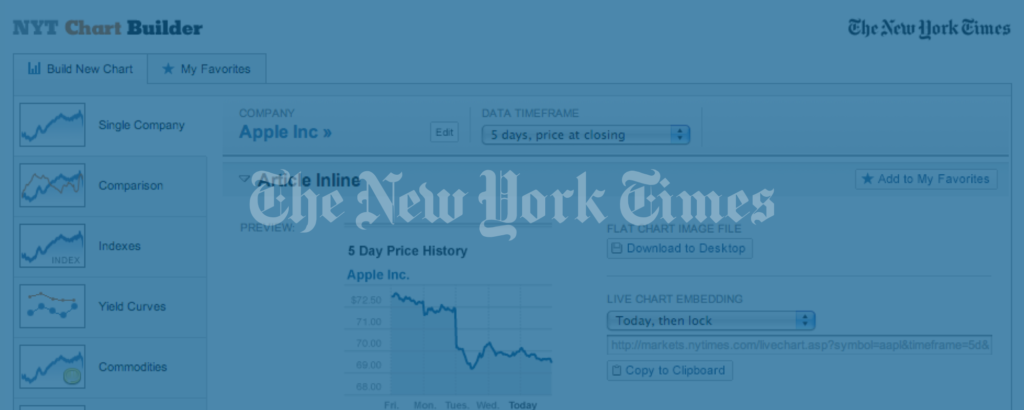 NYT Chart Builder
The New York Times
Build New Chart
My Favorites
Single Company
Comparison
Indexes
INDEX
Yield Curves
Commodities
COMPANY
Apple Inc »
Edit
DATA TIMEFRAME
5 days, price at closing
Article Inline
Add to My Favorites
The New York Times
PREVIEW:
5 Day Price History
Apple Inc.
$72.50
71.00
70.00
69.00
68.00
Fri. Mon. Tues. Wed. Today
FLAT CHART IMAGE FILE
Download to Desktop
LIVE CHART EMBEDDING
Today, then lock
http://markets.nytimes.com/livechart.asp?symbol=aapl&timeframe=5d&
Copy to Clipboard